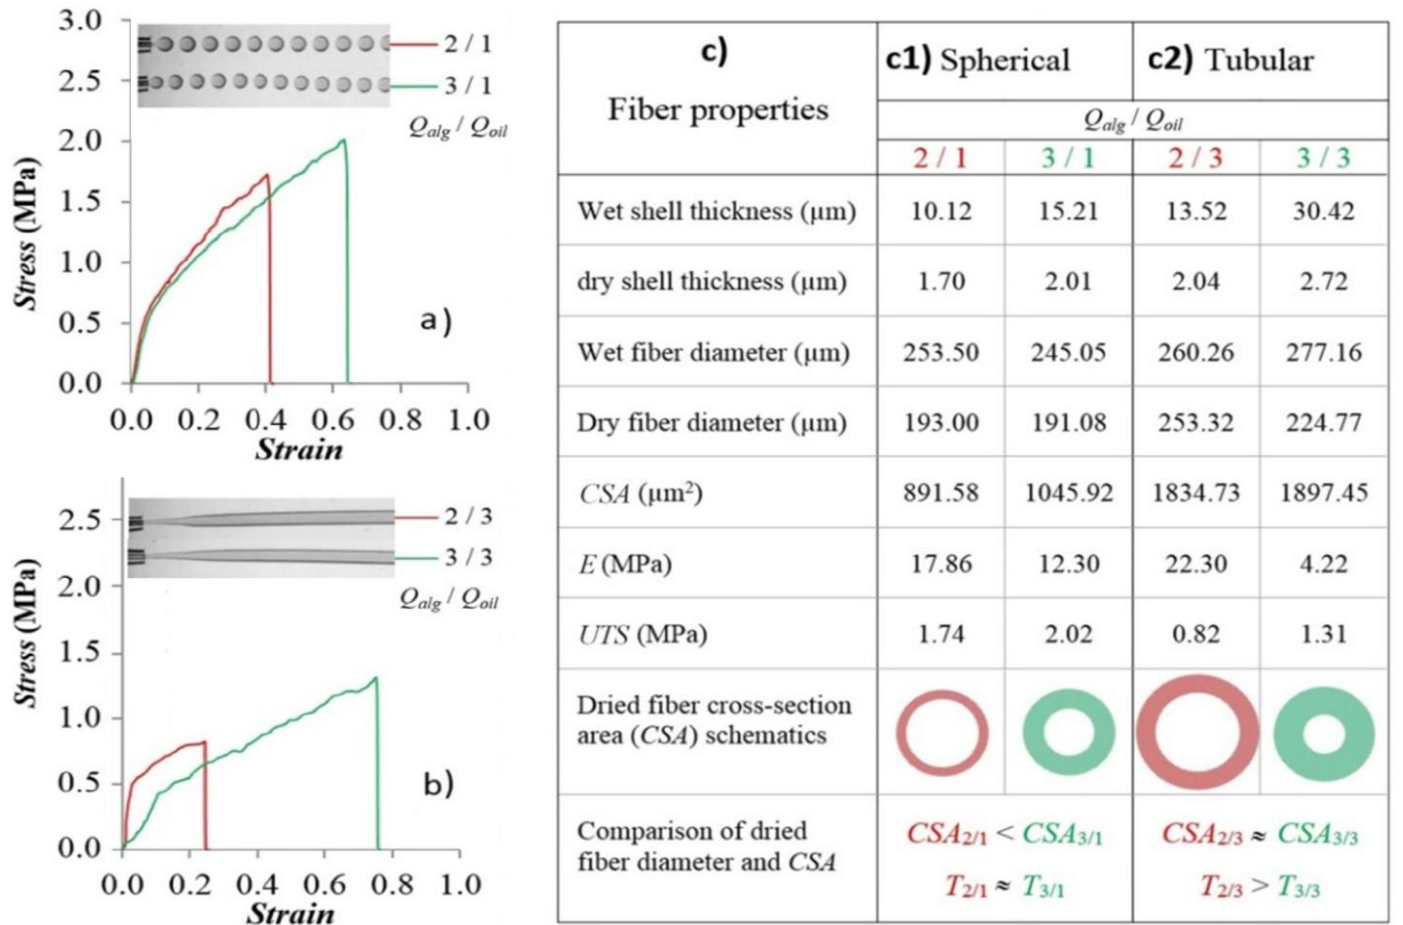 3.0
2.5
2.0
1.5
1.0
0.5
0.0
Stress (MPa)
2 / 1
3 / 1
Qalg / Qoil
a)
0.0 0.2 0.4 0.6 0.8 1.0
Strain
2.5
2.0
1.5
1.0
0.5
0.0
Stress (MPa)
2 / 3
3 / 3
Qalg / Qoil
b)
0.0 0.2 0.4 0.6 0.8 1.0
Strain
c) c1) Spherical c2) Tubular
Fiber properties Qalg / Qoil
2 / 1 3 / 1 2 / 3 3 / 3
Wet shell thickness (µm) 10.12 15.21 13.52 30.42
dry shell thickness (µm) 1.70 2.01 2.04 2.72
Wet fiber diameter (µm) 253.50 245.05 260.26 277.16
Dry fiber diameter (µm) 193.00 191.08 253.32 224.77
CSA (µm²) 891.58 1045.92 1834.73 1897.45
E (MPa) 17.86 12.30 22.30 4.22
UTS (MPa) 1.74 2.02 0.82 1.31
Dried fiber cross-section
area (CSA) schematics
Comparison of dried
fiber diameter and CSA
CSA2/1 < CSA3/1 CSA2/3 ≈ CSA3/3
T2/1 ≈ T3/1 T2/3 > T3/3